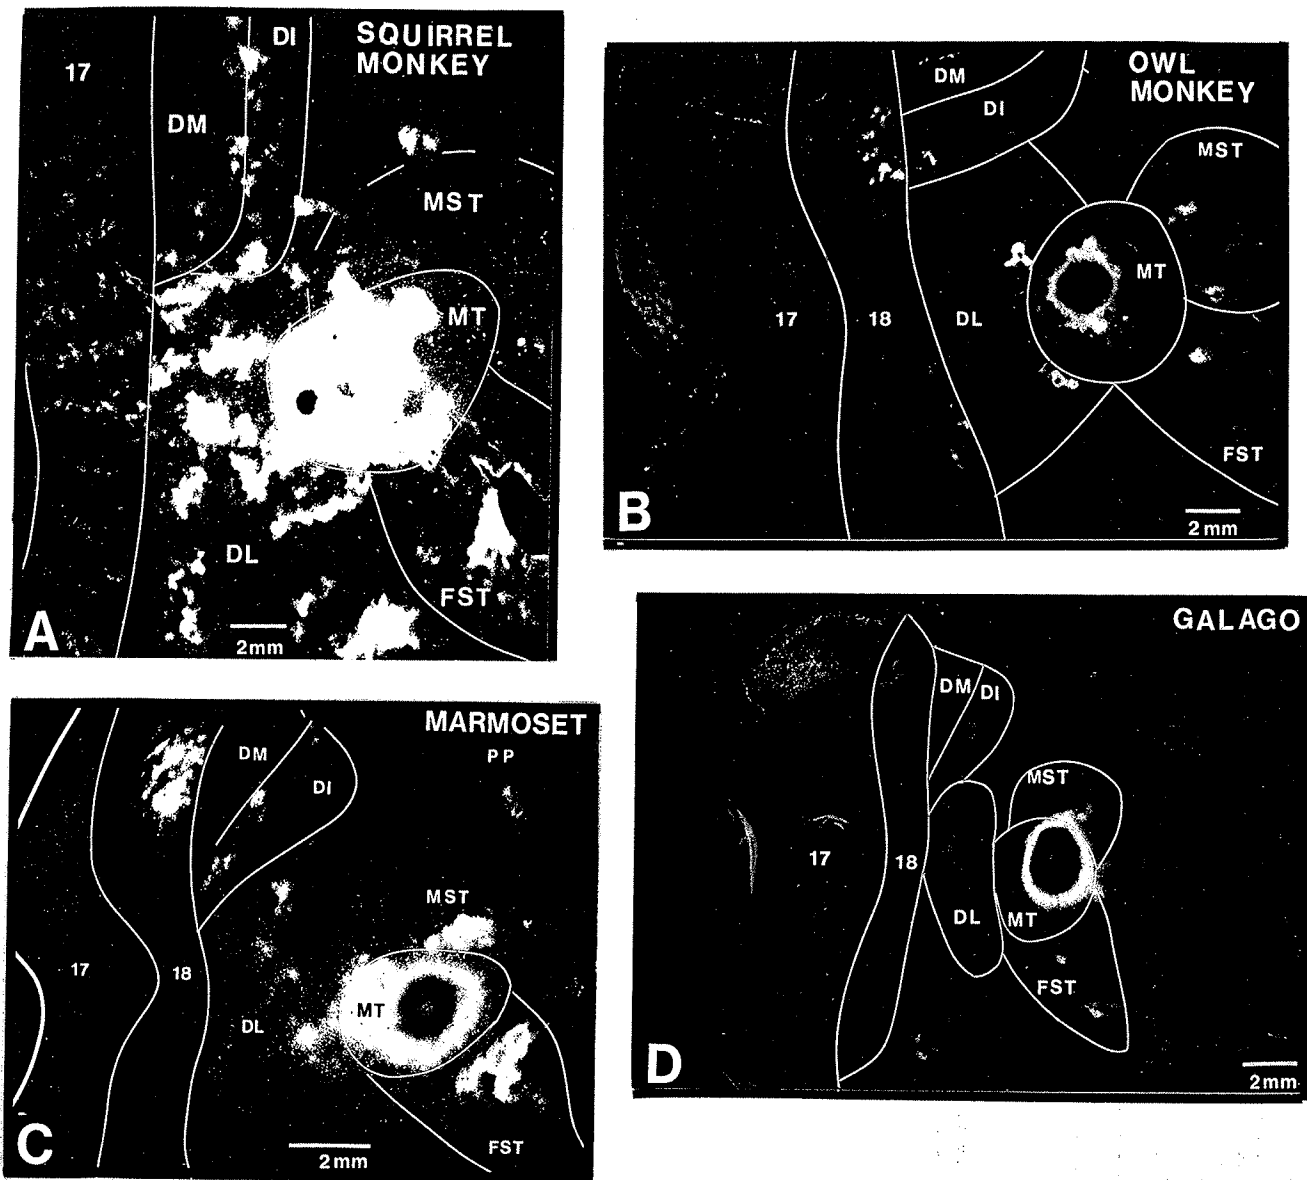 SQUIRREL
MONKEY
17
DM
DI
MST
MT
DL
FST
2mm
A
OWL
MONKEY
DM
DI
MST
MT
17
18
DL
FST
2mm
B
MARMOSET
PP
DM
DI
MST
17
18
MT
DL
FST
2mm
C
GALAGO
DM
DI
MST
17
18
DL
MT
FST
2mm
D